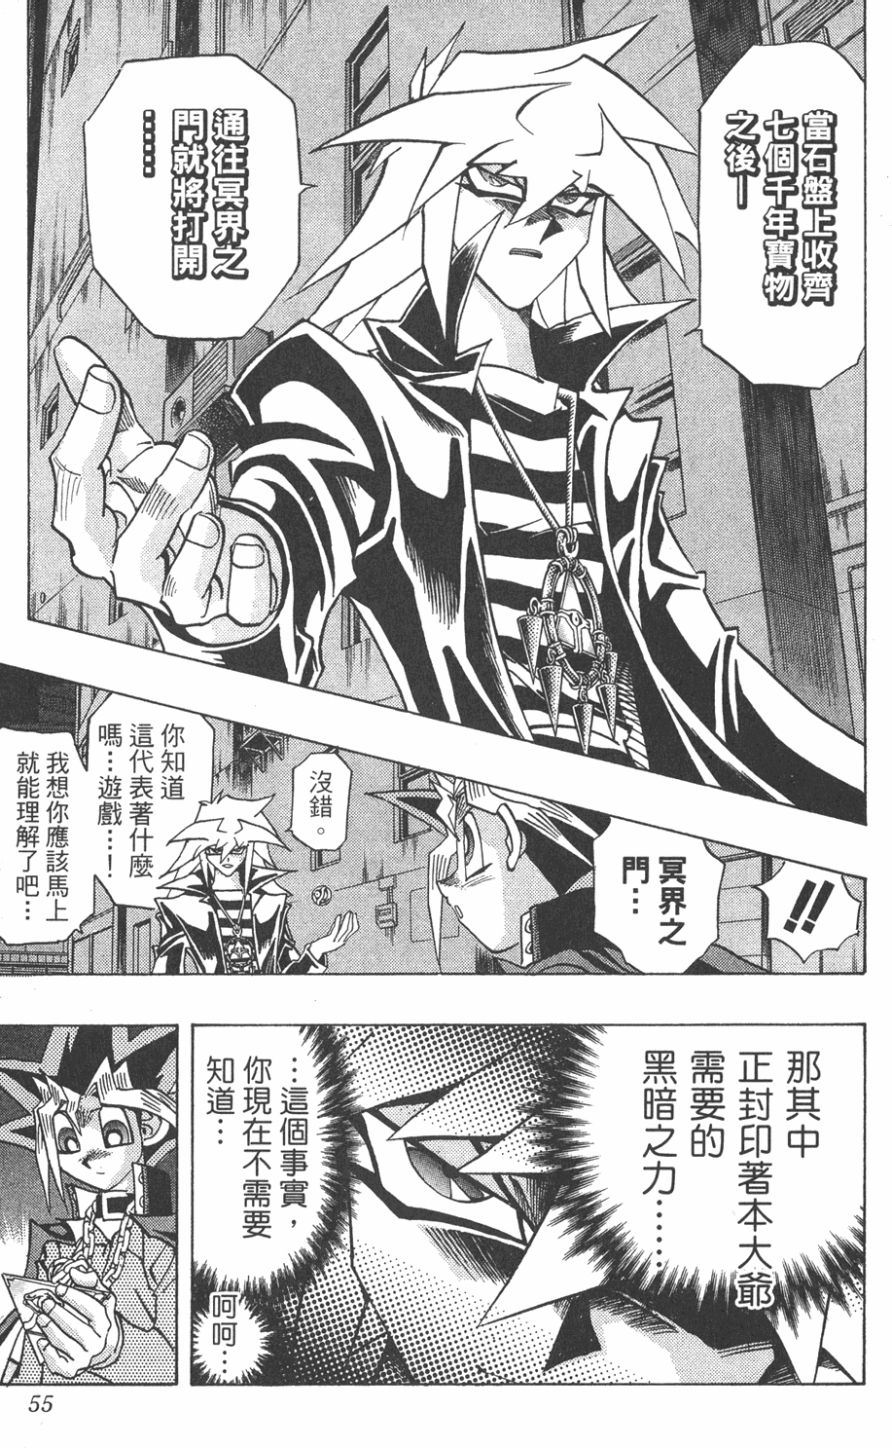 當石盤上收齊
七個千年寶物
之後—
通往冥界之
門就將打開
……
!!
冥界之
門…
沒錯。
你知道
這代表著什麼
嗎…遊戲…!
我想你應該馬上
就能理解了吧…
那其中
正封印著本大爺
需要的
黑暗之力……
…這個事實，
你現在不需要
知道…
呵呵…
55